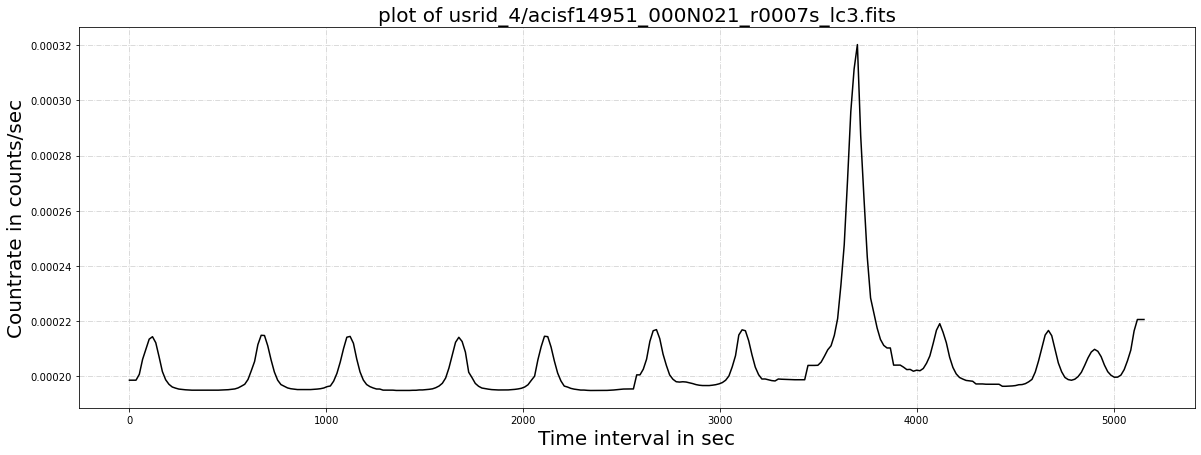 plot of usrid_4/acisf14951_000N021_r0007s_lc3.fits
Countrate in counts/sec
0.00032
0.00030
0.00028
0.00026
0.00024
0.00022
0.00020
0 1000 2000 3000 4000 5000
Time interval in sec